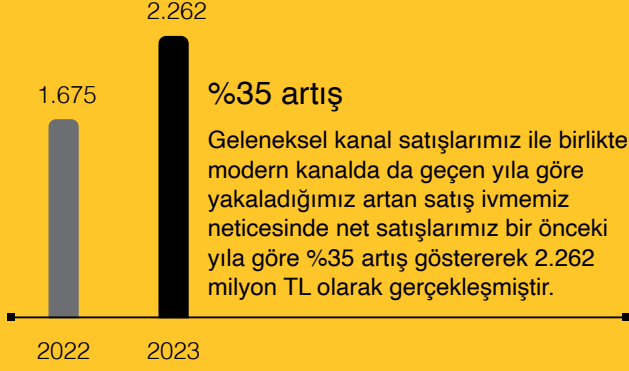 2.262
1.675
%35 artış
Geleneksel kanal satışlarımız ile birlikte
modern kanalda da geçen yıla göre
yakaladığımız artan satış ivmemiz
neticesinde net satışlarımız bir önceki
yıla göre %35 artış göstererek 2.262
milyon TL olarak gerçekleşmiştir.
2022 2023